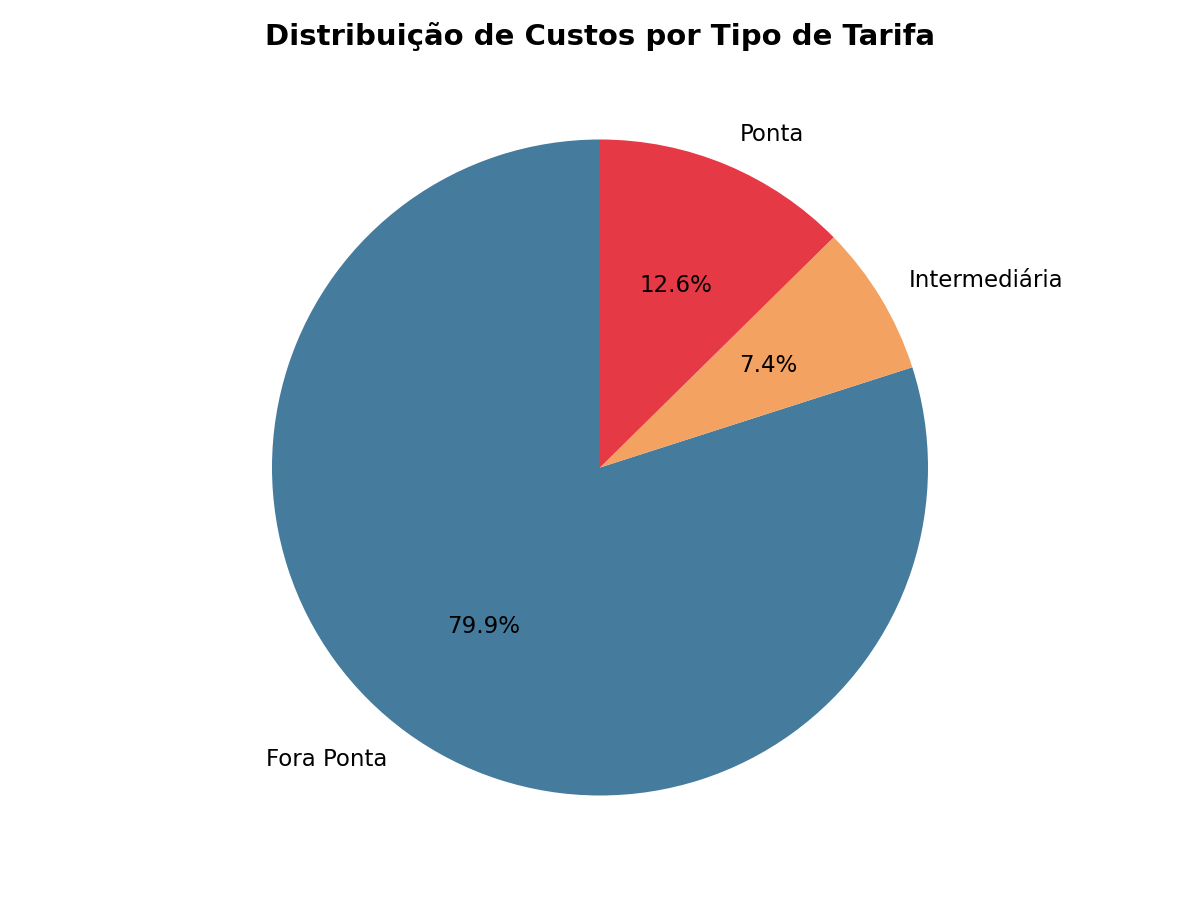 Distribuição de Custos por Tipo de Tarifa
Ponta
Intermediária
12.6%
7.4%
79.9%
Fora Ponta